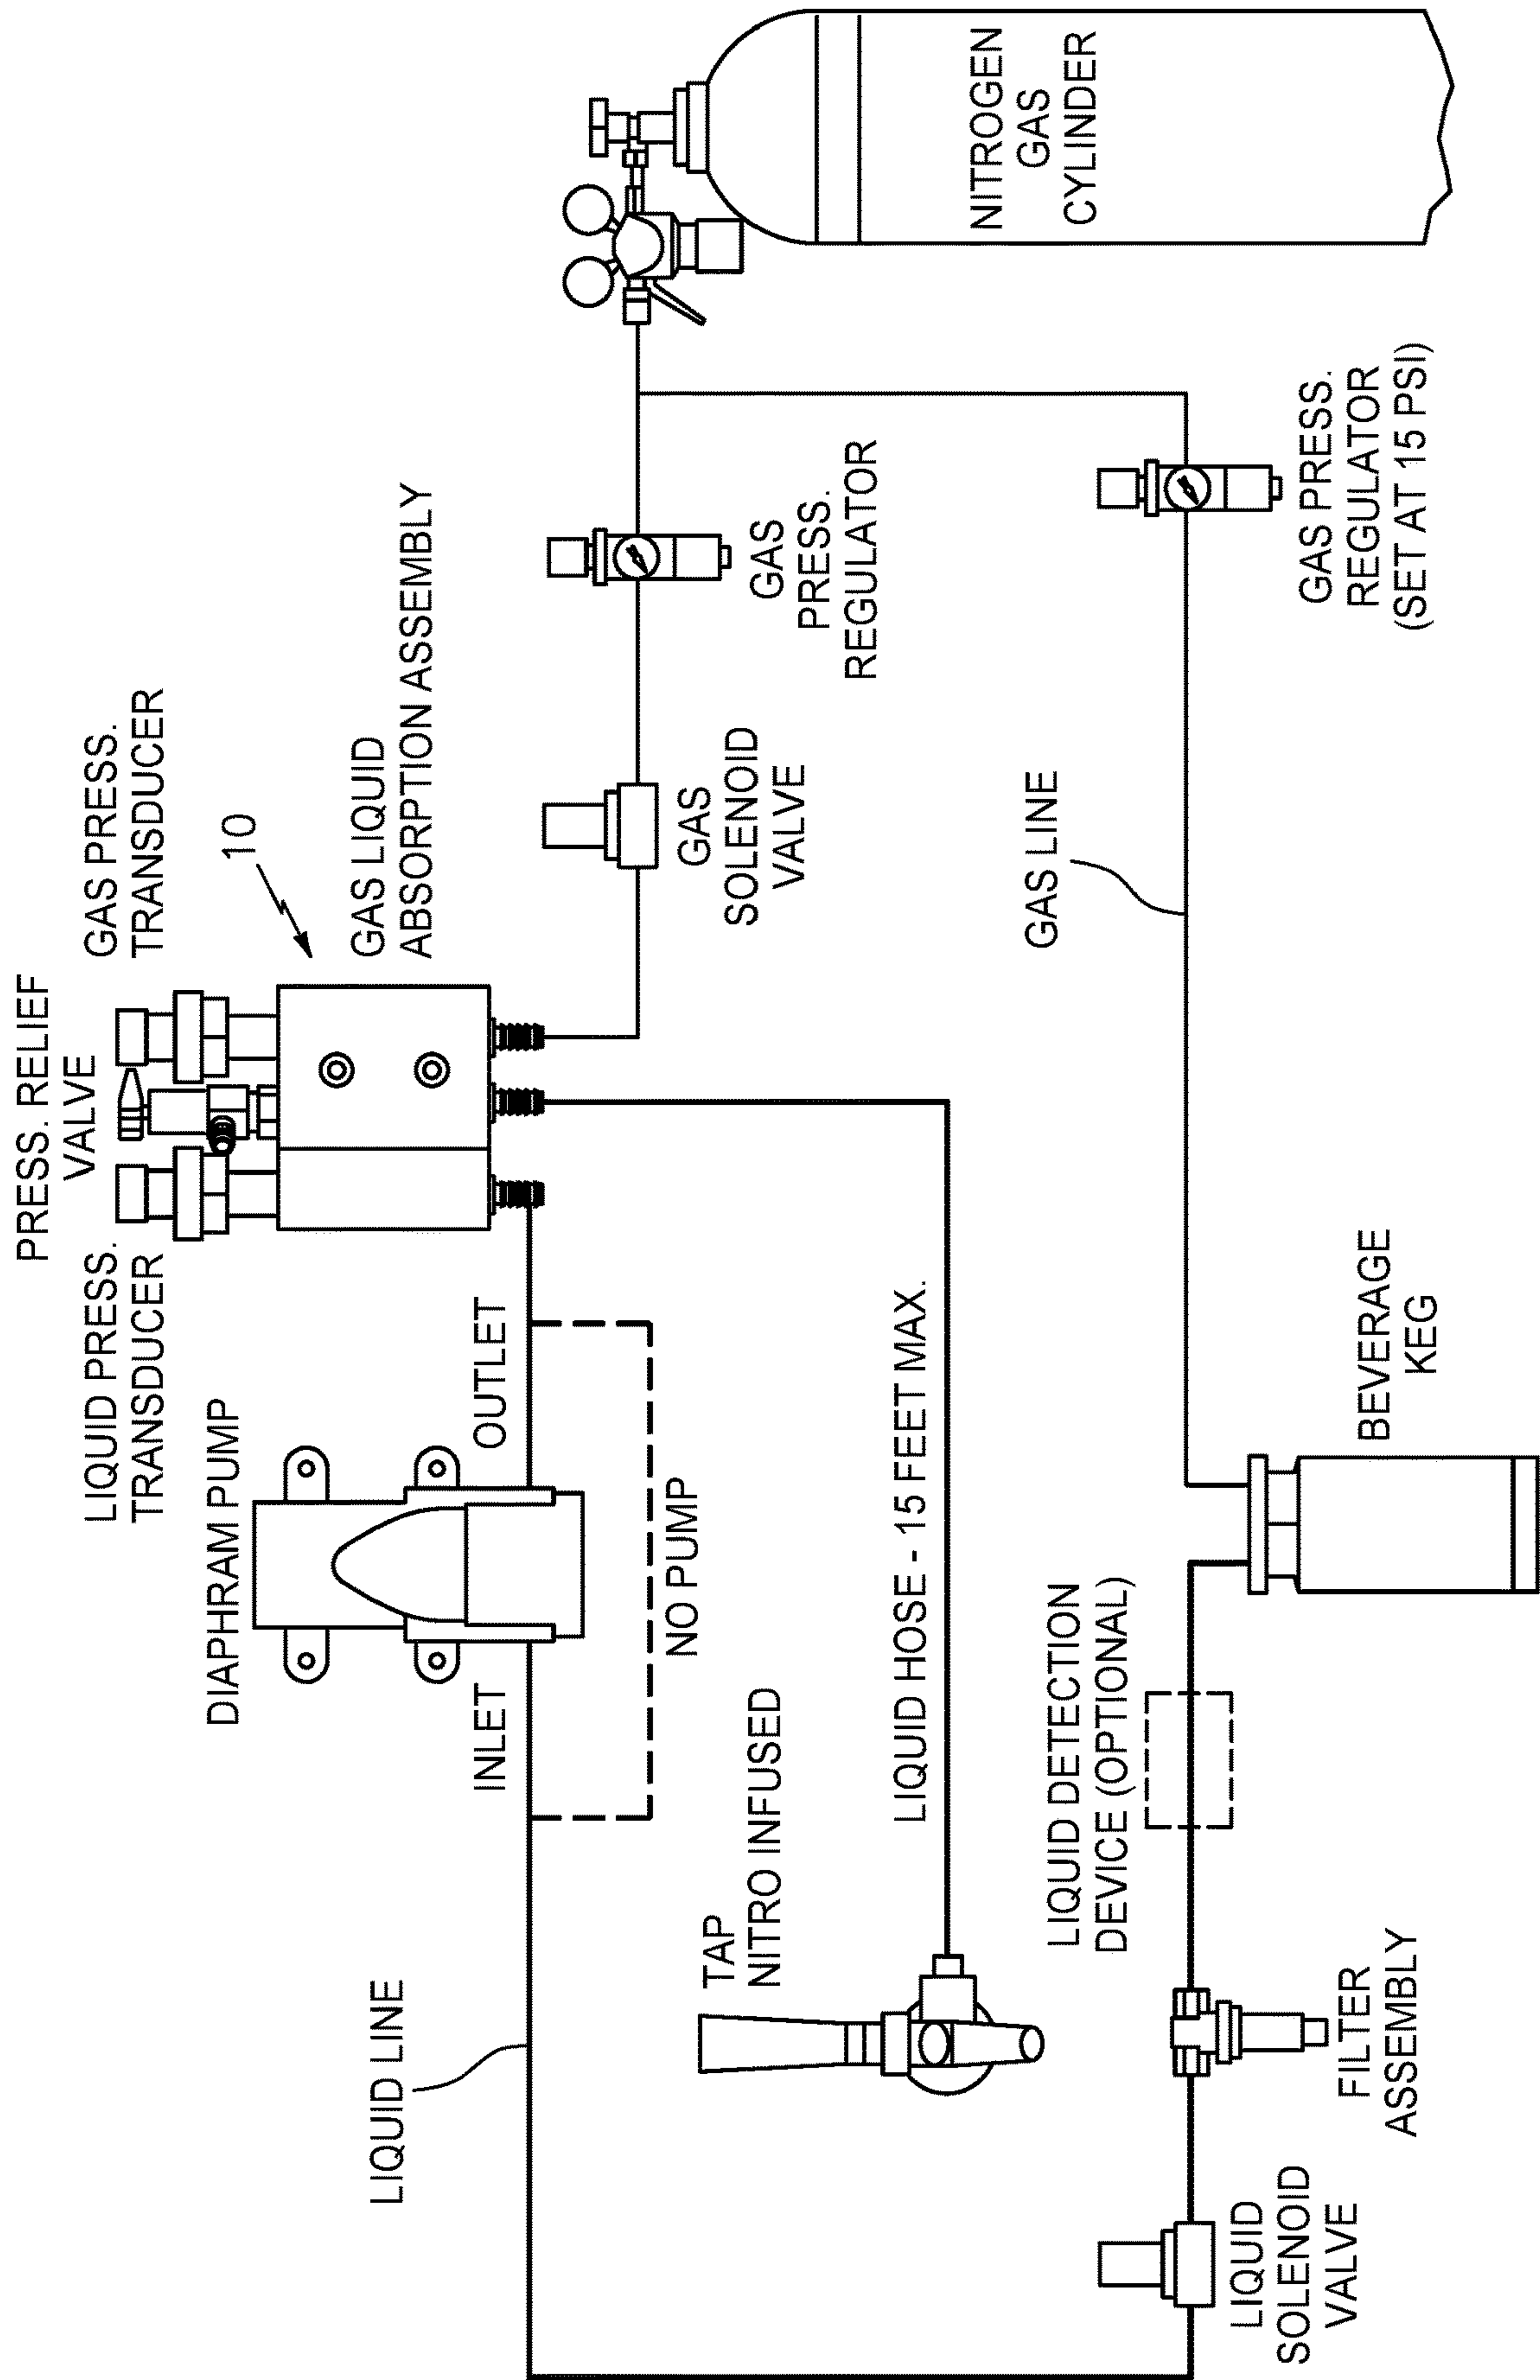 PRESS. RELIEF
VALVE
LIQUID PRESS.
TRANSDUCER
GAS PRESS.
TRANSDUCER
10
DIAPHRAM PUMP
GAS LIQUID
ABSORPTION ASSEMBLY
LIQUID LINE
INLET
OUTLET
NO PUMP
GAS
SOLENOID
VALVE
GAS
PRESS.
REGULATOR
TAP
NITRO INFUSED
LIQUID HOSE - 15 FEET MAX.
NITROGEN
GAS
CYLINDER
LIQUID DETECTION
DEVICE (OPTIONAL)
GAS LINE
LIQUID
SOLENOID
VALVE
FILTER
ASSEMBLY
BEVERAGE
KEG
GAS PRESS.
REGULATOR
(SET AT 15 PSI)